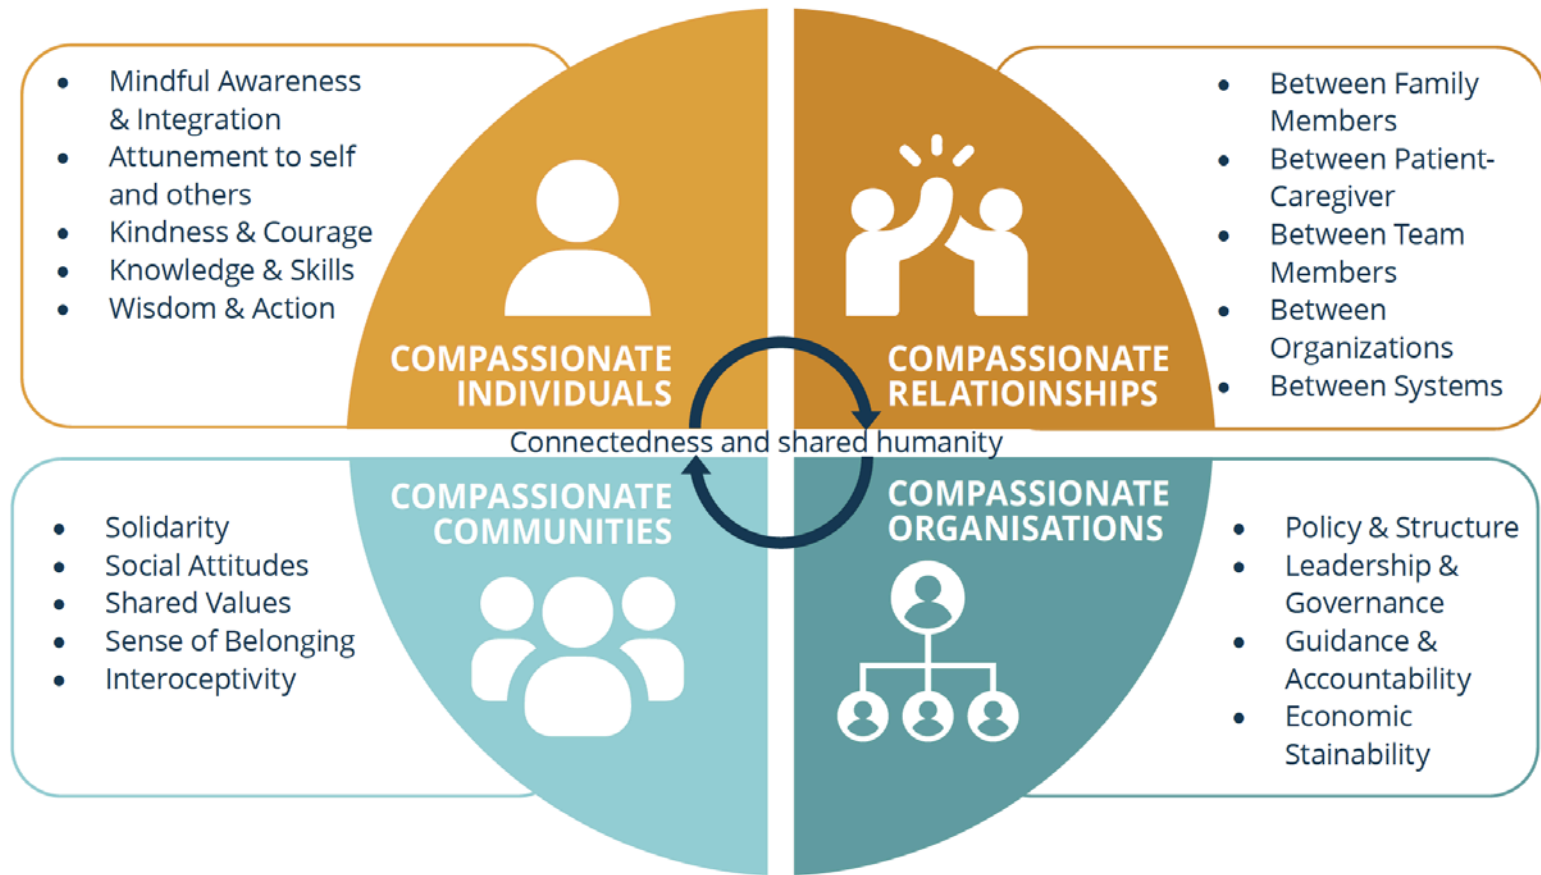 • Mindful Awareness
& Integration
• Attunement to self
and others
• Kindness & Courage
• Knowledge & Skills
• Wisdom & Action
COMPASSIONATE
INDIVIDUALS
COMPASSIONATE
RELATIOINSHIPS
• Between Family
Members
• Between Patient-
Caregiver
• Between Team
Members
• Between
Organizations
• Between Systems
Connectedness and shared humanity
• Solidarity
• Social Attitudes
• Shared Values
• Sense of Belonging
• Interoceptivity
COMPASSIONATE
COMMUNITIES
COMPASSIONATE
ORGANISATIONS
• Policy & Structure
• Leadership &
Governance
• Guidance &
Accountability
• Economic
Stainability